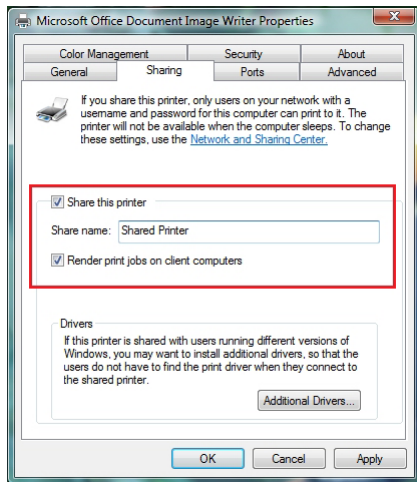 Microsoft Office Document Image Writer Properties
Color Management Security About
General Sharing Ports Advanced
If you share this printer, only users on your network with a
username and password for this computer can print to it. The
printer will not be available when the computer sleeps. To change
these settings, use the Network and Sharing Center.
Share this printer
Share name: Shared Printer
Render print jobs on client computers
Drivers
If this printer is shared with users running different versions of
Windows, you may want to install additional drivers, so that the
users do not have to find the print driver when they connect to
the shared printer.
Additional Drivers...
OK Cancel Apply